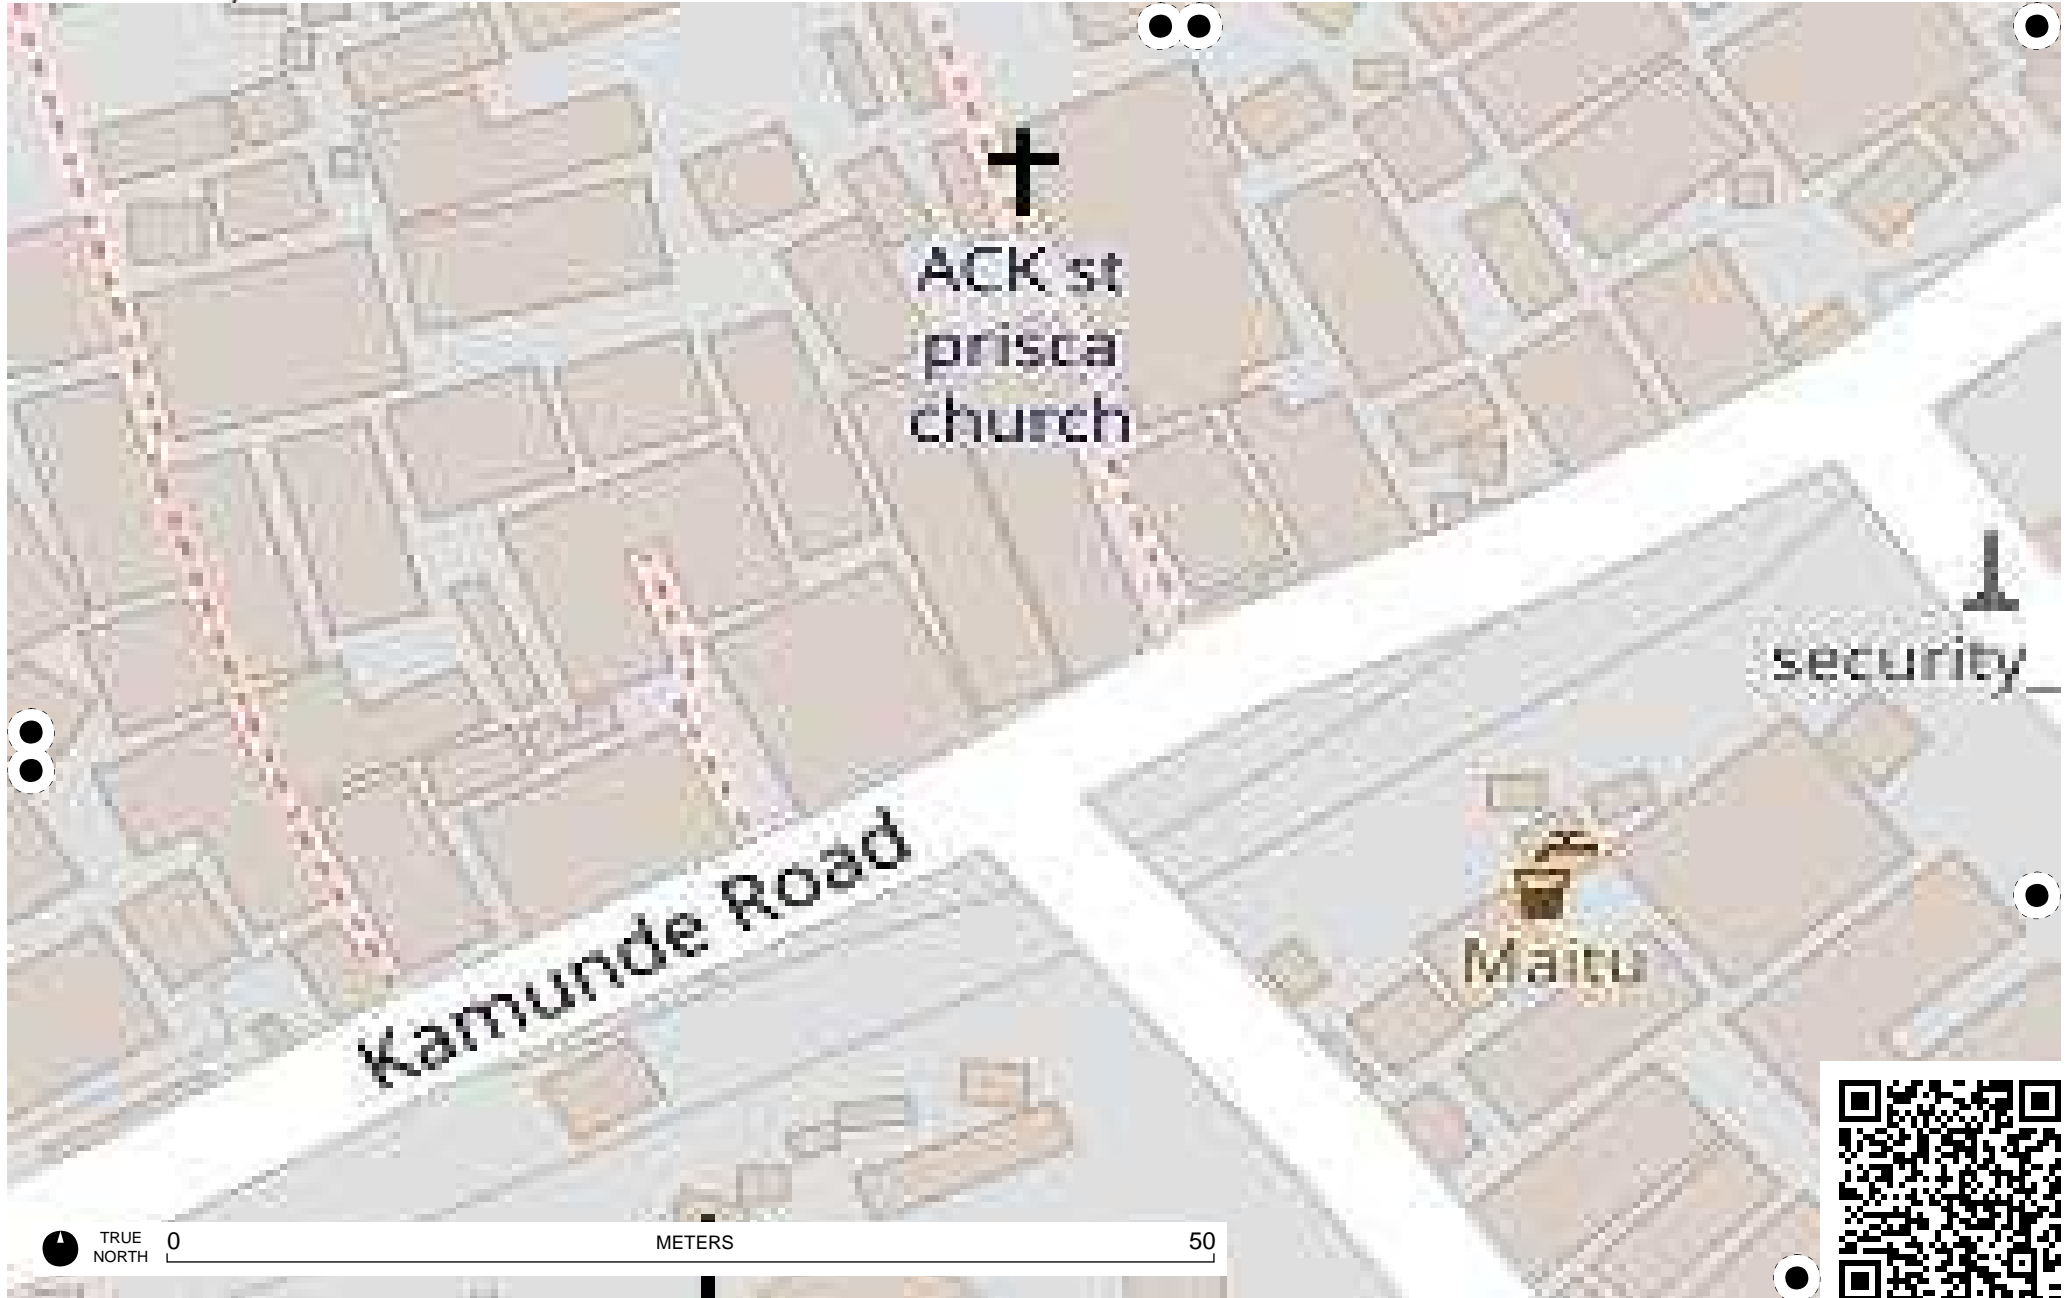 ACK st
prisca
church
security_
Kamunde Road
Maitu
TRUE
NORTH
0
METERS
50